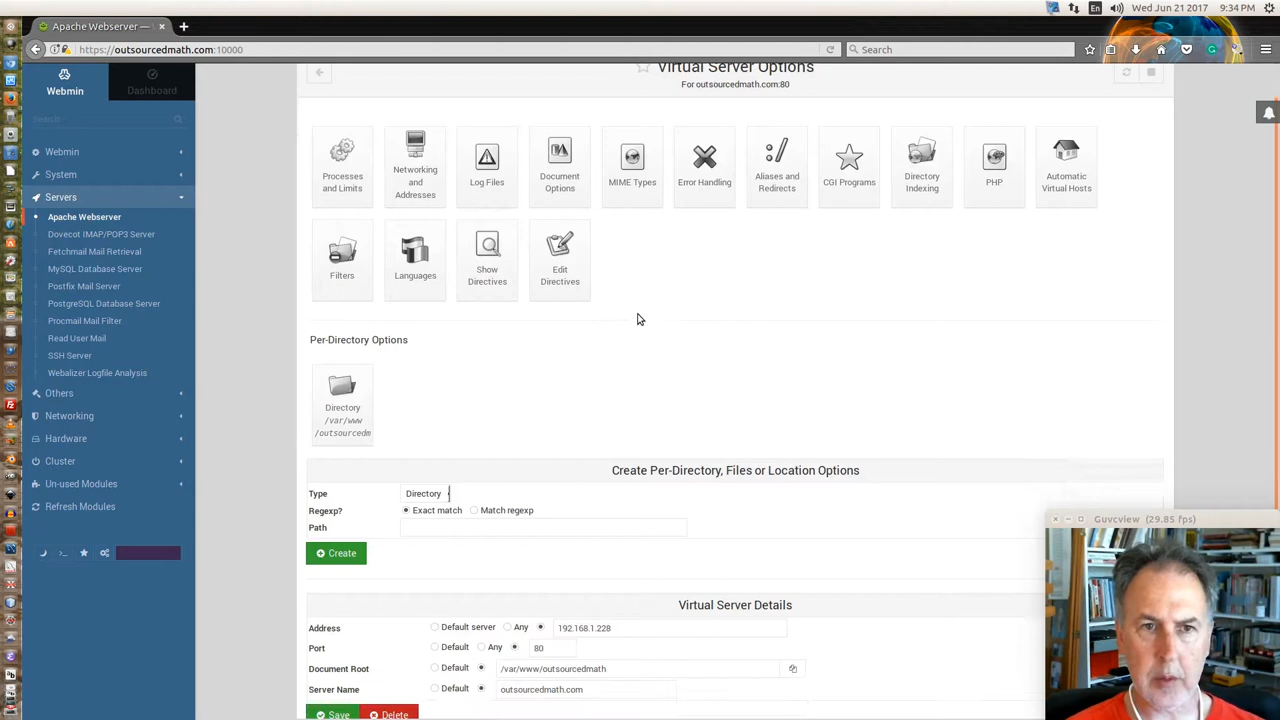 En
Wed Jun 21 2017 9:34 PM
Apache Webserver —
https://outsourcedmath.com:10000
Search
Webmin
Dashboard
Search
Webmin
System
Servers
Apache Webserver
Dovecot IMAP/POP3 Server
Fetchmail Mail Retrieval
MySQL Database Server
Postfix Mail Server
PostgreSQL Database Server
Procmail Mail Filter
Read User Mail
SSH Server
Webalizer Logfile Analysis
Others
Networking
Hardware
Cluster
Un-used Modules
Refresh Modules
Virtual Server Options
For outsourcedmath.com:80
Processes
and Limits
Networking
and
Addresses
Log Files
Document
Options
MIME Types
Error Handling
Aliases and
Redirects
CGI Programs
Directory
Indexing
PHP
Automatic
Virtual Hosts
Filters
Languages
Show
Directives
Edit
Directives
Per-Directory Options
Directory
/var/www
/outsourcedm
Create Per-Directory, Files or Location Options
Type Directory
Regexp? Exact match Match regexp
Path
Create
Virtual Server Details
Address Default server Any 192.168.1.228
Port Default Any 80
Document Root Default /var/www/outsourcedmath
Server Name Default outsourcedmath.com
Save Delete
Guvcview (29.85 fps)